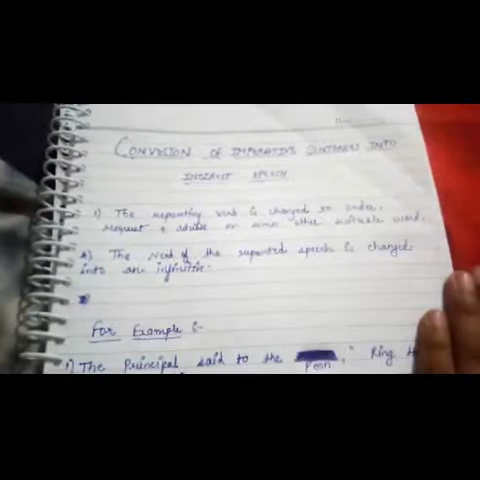 CONVESION OF IMPERATIVE SENTENCES INTO
INDIRECT SPEECH
1) The reporting verb is changed to order,
request, advise or some other suitable word.
2) The verb of the reported speech is changed
into an infinitive.
For Example :-
1) The Principal said to the Peon, " Ring